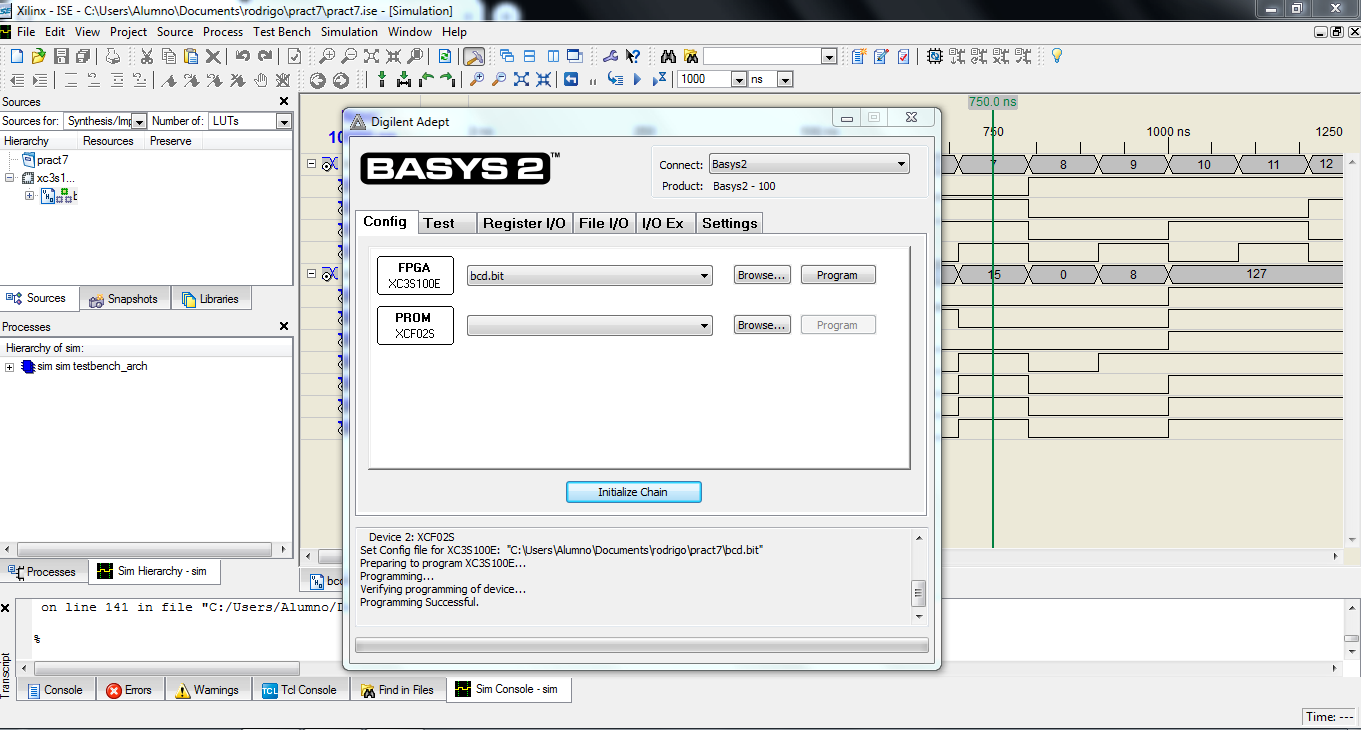 Xilinx - ISE - C:\Users\Alumno\Documents\rodrigo\pract7\pract7.ise - [Simulation]
File Edit View Project Source Process Test Bench Simulation Window Help
1000 ns
Sources
Sources for: Synthesis/Imp Number of: LUTs
Hierarchy Resources Preserve
pract7
xc3s1...
Sources Snapshots Libraries
Processes
Hierarchy of sim:
sim sim testbench_arch
Processes Sim Hierarchy - sim
750.0 ns
750 1000 ns 1250
7 8 9 10 11 12
15 0 8 127
Digilent Adept
BASYS 2™
Connect: Basys2
Product: Basys2 - 100
Config Test Register I/O File I/O I/O Ex Settings
FPGA
XC3S100E
bcd.bit Browse... Program
PROM
XCF02S
Browse... Program
Initialize Chain
Device 2: XCF02S
Set Config file for XC3S100E: "C:\Users\Alumno\Documents\rodrigo\pract7\bcd.bit"
Preparing to program XC3S100E...
Programming...
Verifying programming of device...
Programming Successful.
on line 141 in file "C:/Users/Alumno/D
%
Transcript
Console Errors Warnings Tcl Console Find in Files Sim Console - sim
Time: ---